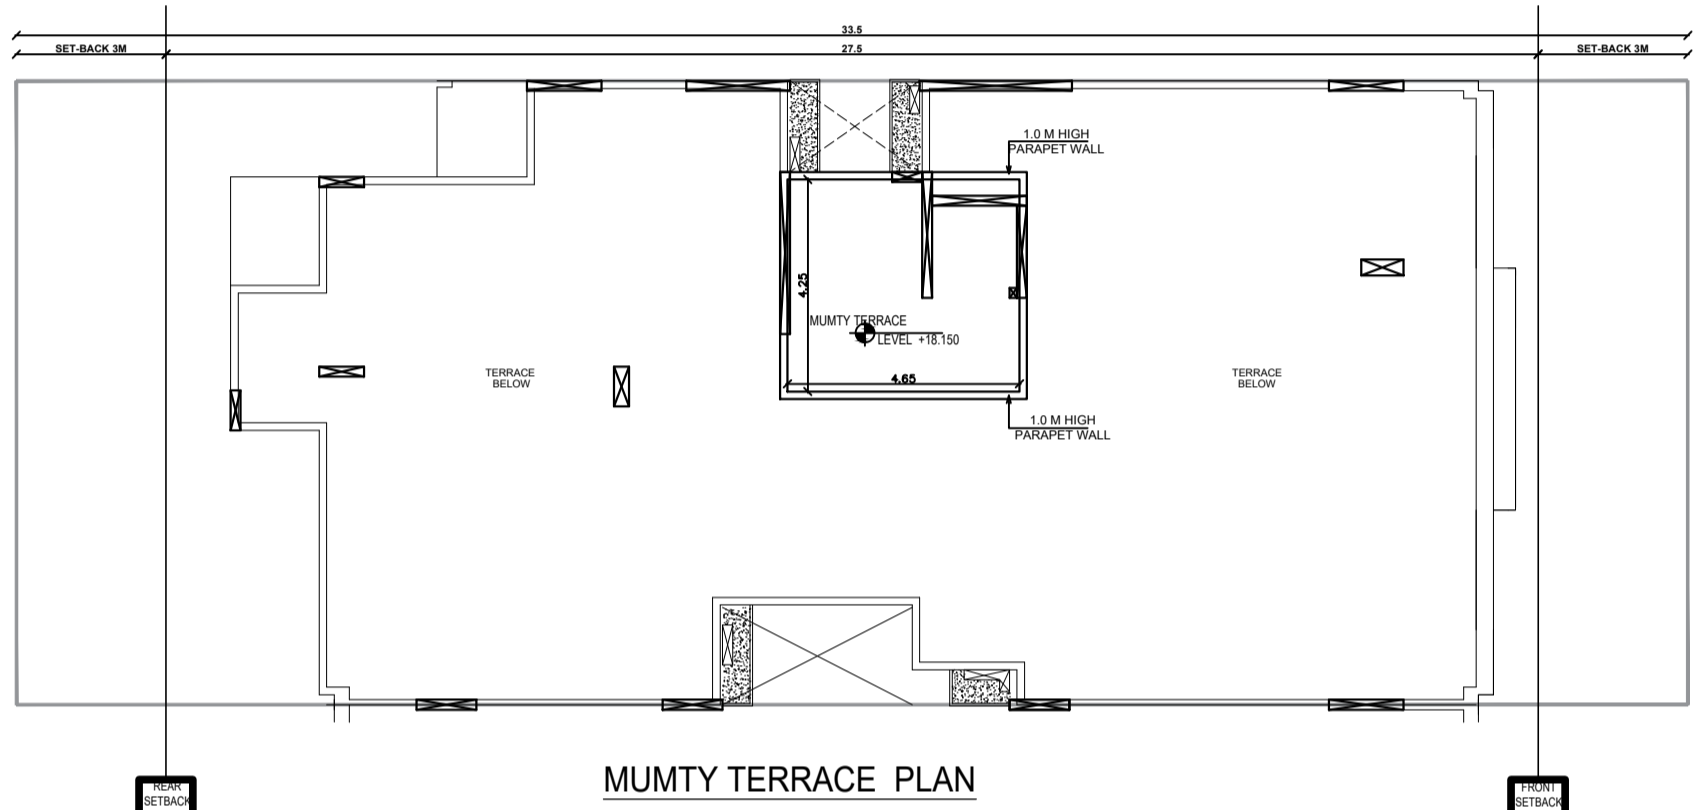 33.5
SET-BACK 3M
27.5
SET-BACK 3M
1.0 M HIGH
PARAPET WALL
4.25
MUMTY TERRACE
LEVEL +18.150
4.65
TERRACE
BELOW
TERRACE
BELOW
1.0 M HIGH
PARAPET WALL
MUMTY TERRACE PLAN
REAR
SETBACK
FRONT
SETBACK